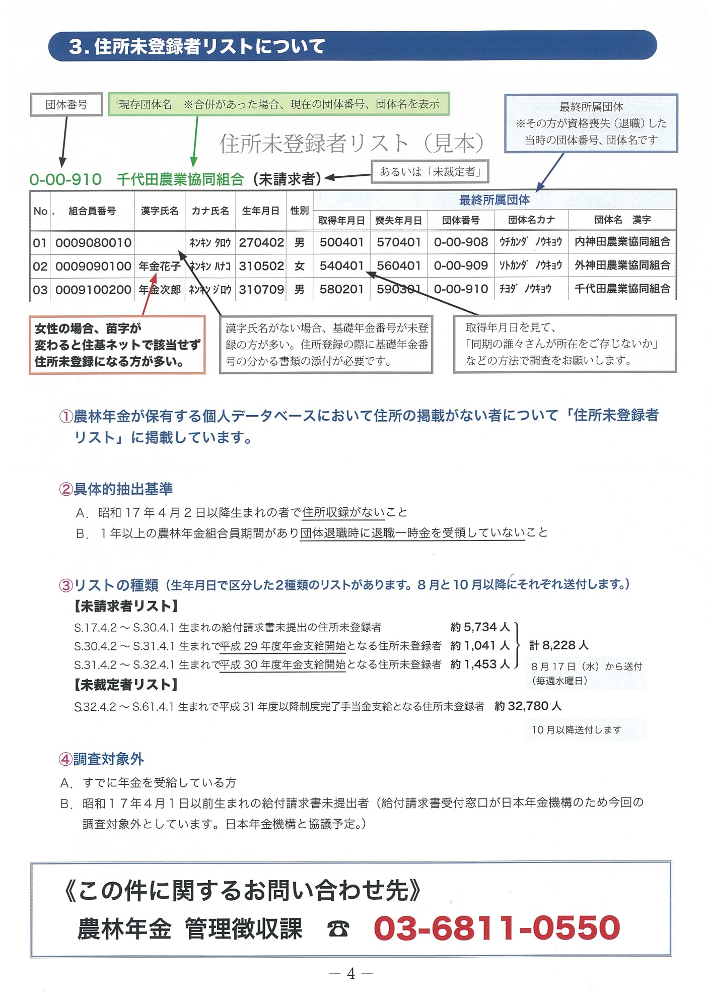 3. 住所未登録者リストについて
団体番号
現存団体名　※合併があった場合、現在の団体番号、団体名を表示
最終所属団体
※その方が資格喪失（退職）した
当時の団体番号、団体名です
住所未登録者リスト（見本）
あるいは「未裁定者」
0-00-910　千代田農業協同組合（未請求者）
No 、 組合員番号 漢字氏名 カナ氏名 生年月日 性別 最終所属団体
取得年月日 喪失年月日 団体番号 団体名カナ 団体名　漢字
01 0009080010 ﾈﾝｷﾝ ﾀﾛｳ 270402 男 500401 570401 0-00-908 ｳﾁｶﾝﾀﾞ ﾉｳｷｮｳ 内神田農業協同組合
02 0009090100 年金花子 ﾈﾝｷﾝ ﾊﾅｺ 310502 女 540401 560401 0-00-909 ｿﾄｶﾝﾀﾞ ﾉｳｷｮｳ 外神田農業協同組合
03 0009100200 年金次郎 ﾈﾝｷﾝ ｼﾞﾛｳ 310709 男 580201 590301 0-00-910 ﾁﾖﾀﾞ ﾉｳｷｮｳ 千代田農業協同組合
女性の場合、苗字が
変わると住基ネットで該当せず
住所未登録になる方が多い。
漢字氏名がない場合、基礎年金番号が未登
録の方が多い。住所登録の際に基礎年金番
号の分かる書類の添付が必要です。
取得年月日を見て、
「同期の誰々さんが所在をご存じないか」
などの方法で調査をお願いします。
①農林年金が保有する個人データベースにおいて住所の掲載がない者について「住所未登録者
リスト」に掲載しています。
②具体的抽出基準
A．昭和 17 年 4 月 2 日以降生まれの者で住所収録がないこと
B．１年以上の農林年金組合員期間があり団体退職時に退職一時金を受領していないこと
③リストの種類（生年月日で区分した2種類のリストがあります。8 月と 10 月以降にそれぞれ送付します。）
【未請求者リスト】
S.17.4.2 〜 S.30.4.1 生まれの給付請求書未提出の住所未登録者　約 5,734 人
S.30.4.2 〜 S.31.4.1 生まれで平成 29 年度年金支給開始となる住所未登録者　約 1,041 人　計 8,228 人
S.31.4.2 〜 S.32.4.1 生まれで平成 30 年度年金支給開始となる住所未登録者　約 1,453 人
8 月 17 日（水）から送付
（毎週水曜日）
【未裁定者リスト】
S.32.4.2 〜 S.61.4.1 生まれで平成 31 年度以降制度完了手当金支給となる住所未登録者　約 32,780 人
10 月以降送付します
④調査対象外
A．すでに年金を受給している方
B．昭和１７年４月１日以前生まれの給付請求書未提出者（給付請求書受付窓口が日本年金機構のため今回の
調査対象外としています。日本年金機構と協議予定。）
《この件に関するお問い合わせ先》
農林年金 管理徴収課　☎　03-6811-0550
― 4 ―